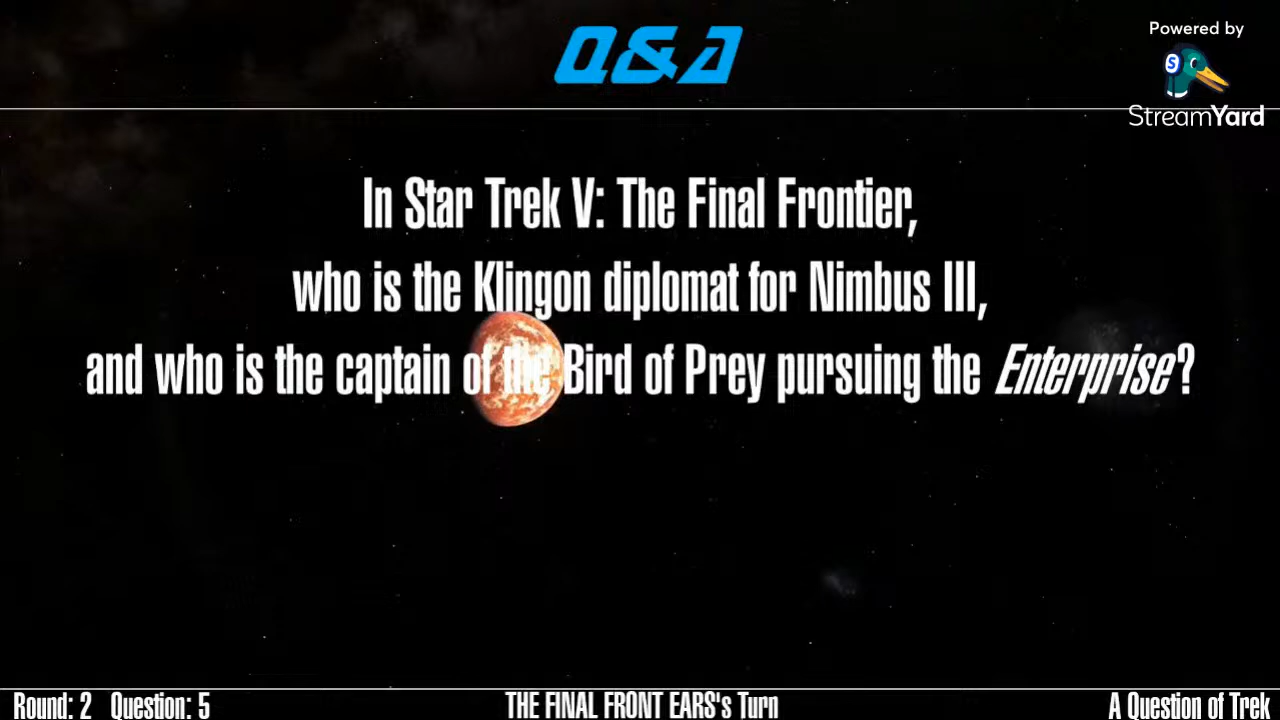 Q&A
Powered by
S
StreamYard
In Star Trek V: The Final Frontier,
who is the Klingon diplomat for Nimbus III,
and who is the captain of the Bird of Prey pursuing the Enterprise?
Round: 2 Question: 5
THE FINAL FRONT EARS's Turn
A Question of Trek